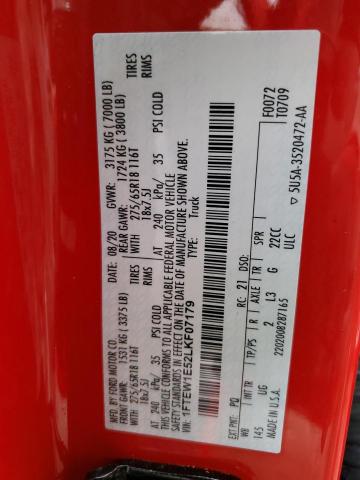 MFD. BY FORD MOTOR CO.
DATE: 08/20 GVWR: 3175 KG ( 7000 LB)
FRONT GAWR: 1531 KG ( 3375 LB) REAR GAWR: 1724 KG ( 3800 LB)
WITH 275/65R18 116T TIRES WITH 275/65R18 116T TIRES
18x7.5J RIMS 18x7.5J RIMS
AT 240 kPa/ 35 PSI COLD AT 240 kPa/ 35 PSI COLD
THIS VEHICLE CONFORMS TO ALL APPLICABLE FEDERAL MOTOR VEHICLE
SAFETY STANDARDS IN EFFECT ON THE DATE OF MANUFACTURE SHOWN ABOVE.
VIN: 1FTEW1E52LKF07179
TYPE: Truck
F0072
T0709
EXT PNT: PQ RC: 21 DSO:
WB INT TR TP/PS R AXLE TR SPR
145 UG 2 L3 G 22CC
ULC
MADE IN U.S.A. 2202008287165 5U5A-3520472-AA